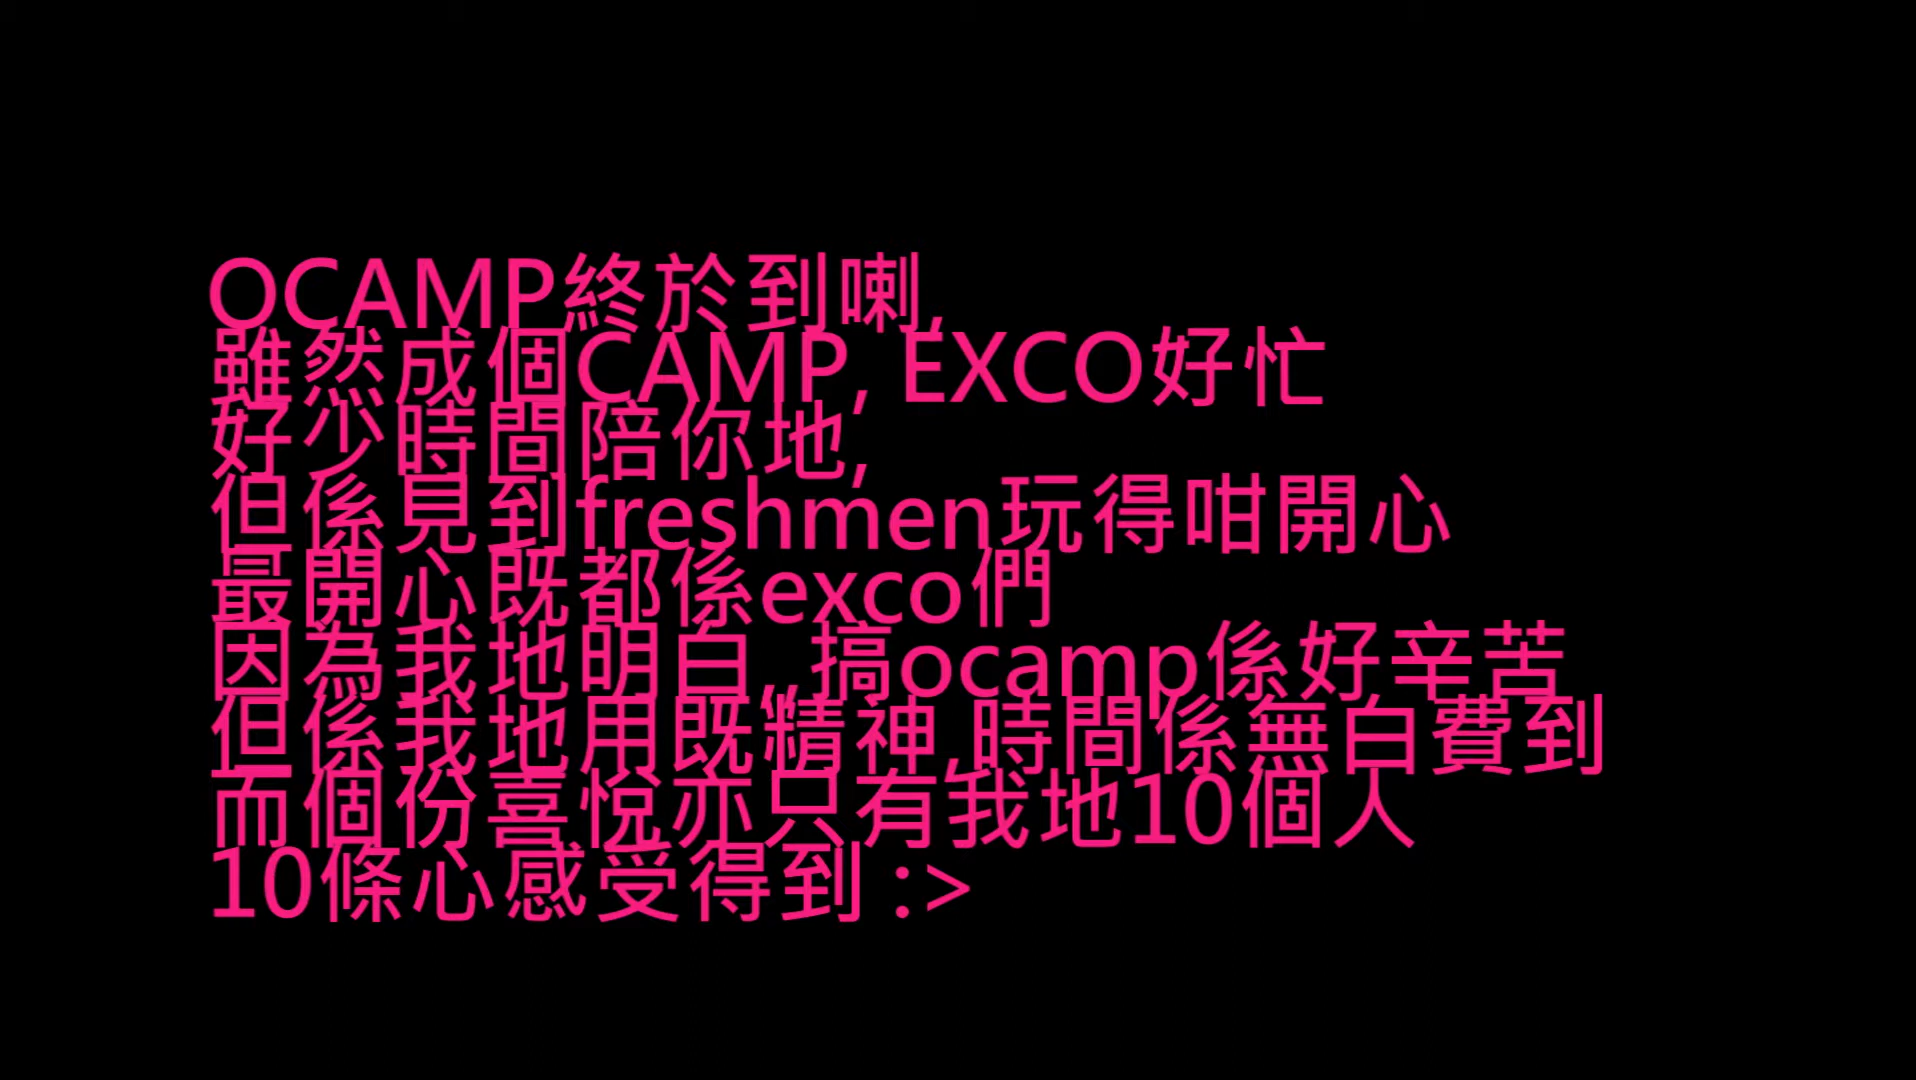 OCAMP終於到喇,
雖然成個CAMP, EXCO好忙
好少時間陪你地,
但係見到freshmen玩得咁開心
最開心既都係exco們
因為我地明白,,搞ocamp係好辛苦
但係我地用既精神,時間係無白費到
而個份喜悅亦只有我地10個人
10條心感受得到 :>